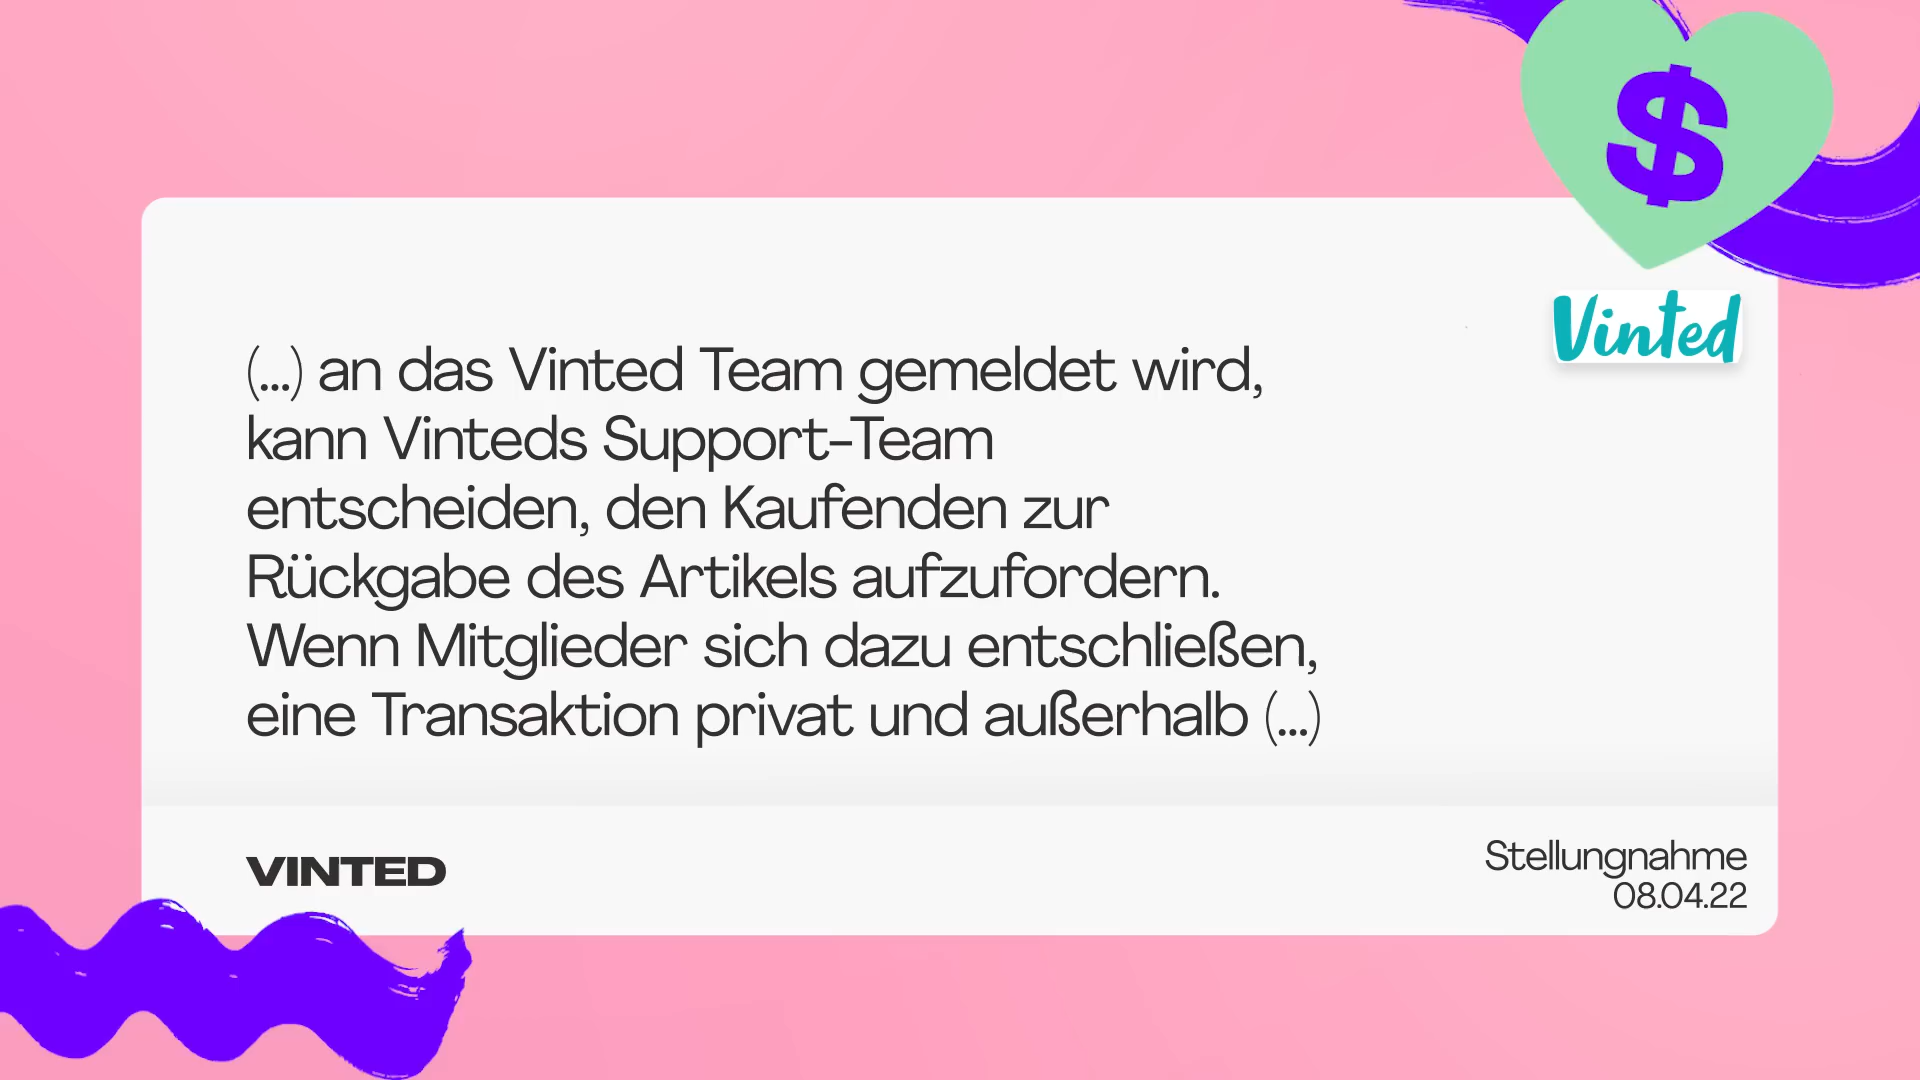 $
Vinted
(...) an das Vinted Team gemeldet wird,
kann Vinteds Support-Team
entscheiden, den Kaufenden zur
Rückgabe des Artikels aufzufordern.
Wenn Mitglieder sich dazu entschließen,
eine Transaktion privat und außerhalb (...)
VINTED
Stellungnahme
08.04.22